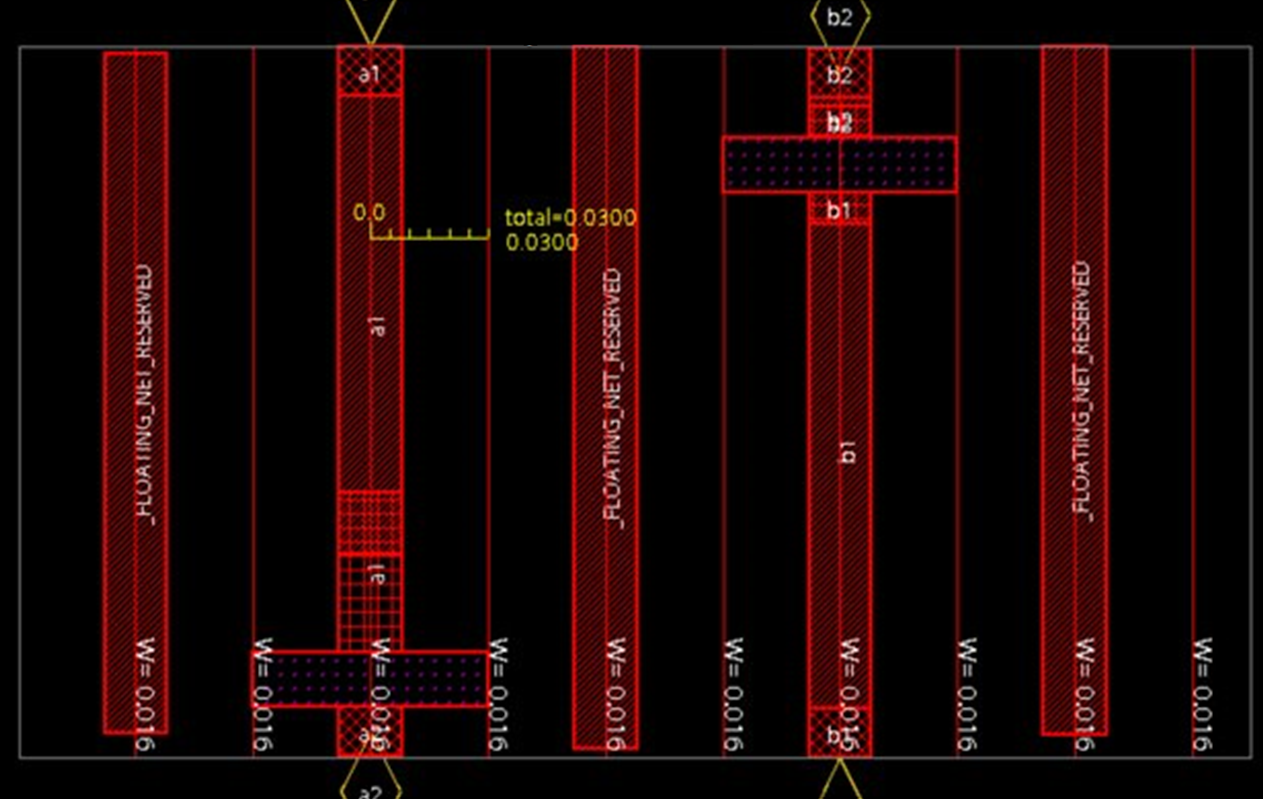 b2
a1
b2
b2
0.0
total=0.0300
0.0300
b1
_FLOATING_NET_RESERVED
a1
_FLOATING_NET_RESERVED
b1
_FLOATING_NET_RESERVED
a1
W=0.016
W=0.016
W=0.016
W=0.016
W=0.016
W=0.016
W=0.016
W=0.016
W=0.016
W=0.016
b1
a2